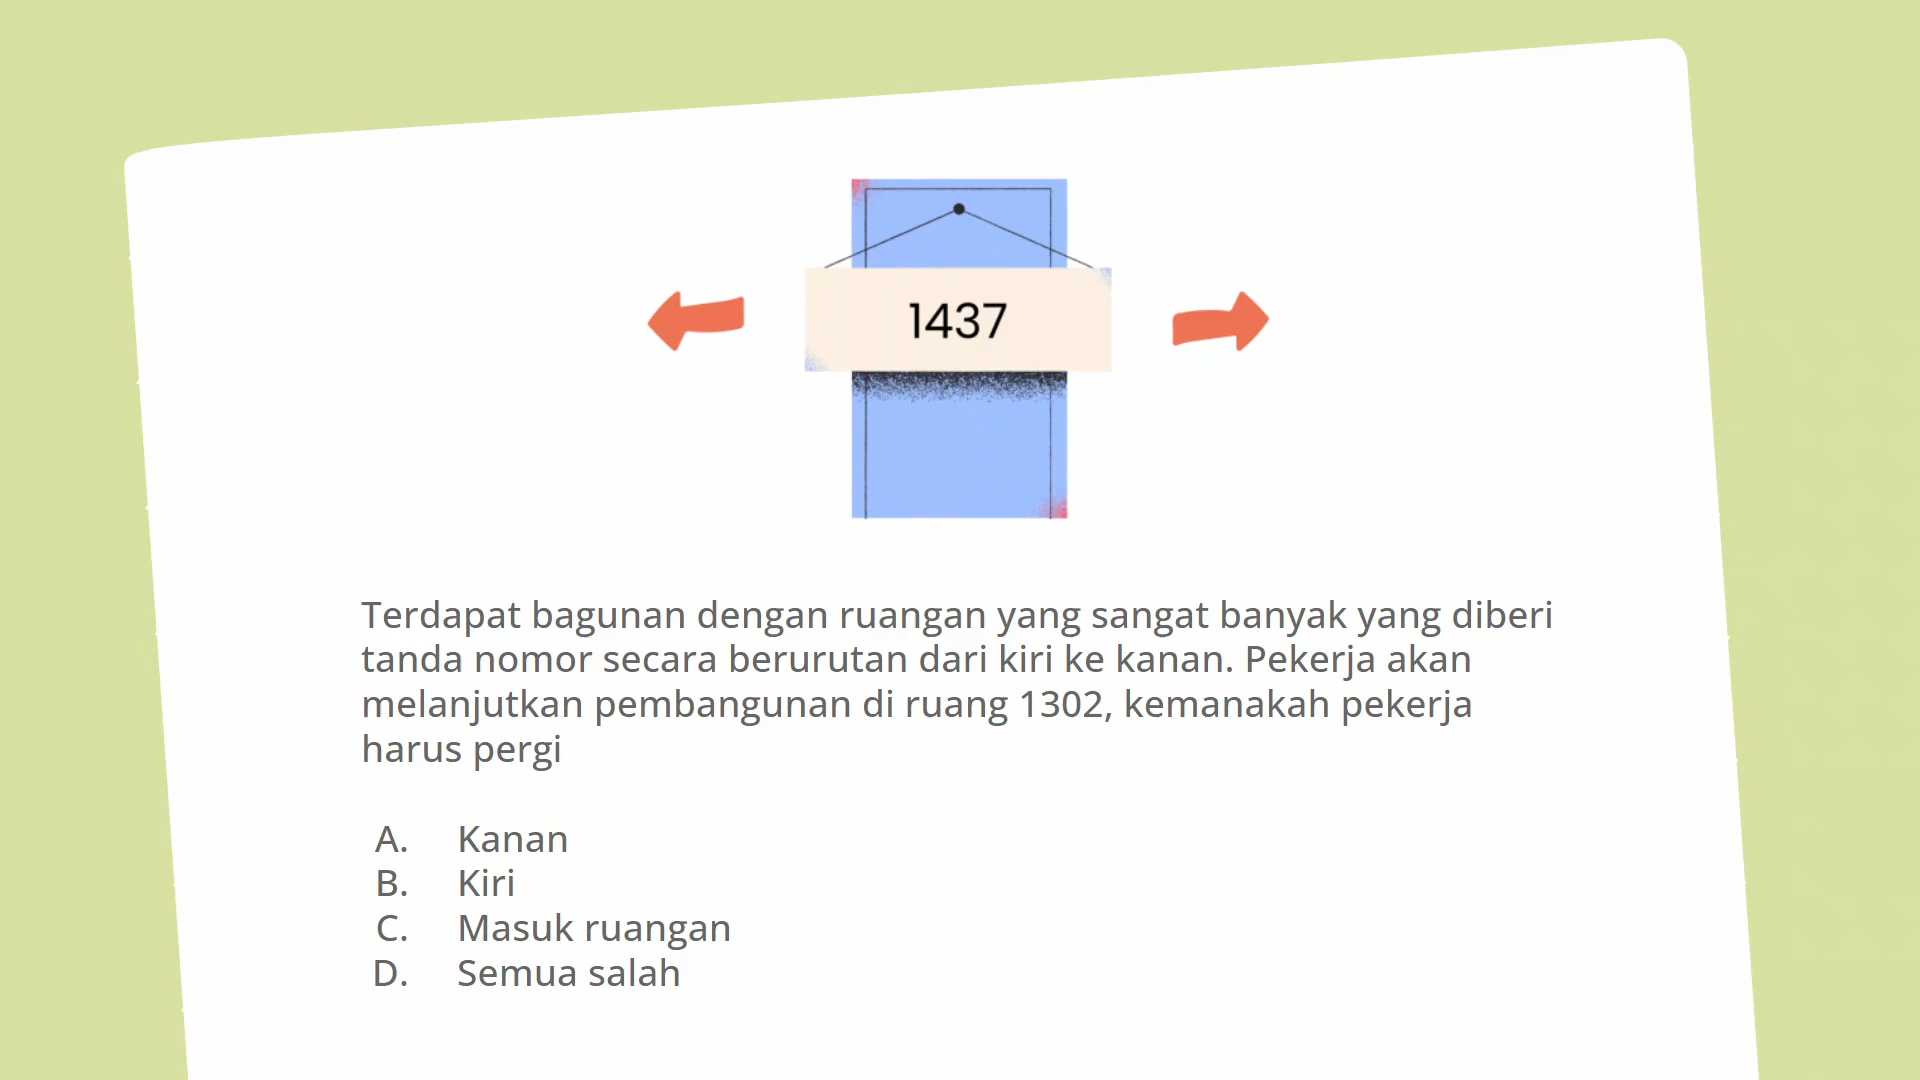 1437
Terdapat bagunan dengan ruangan yang sangat banyak yang diberi
tanda nomor secara berurutan dari kiri ke kanan. Pekerja akan
melanjutkan pembangunan di ruang 1302, kemanakah pekerja
harus pergi
A. Kanan
B. Kiri
C. Masuk ruangan
D. Semua salah